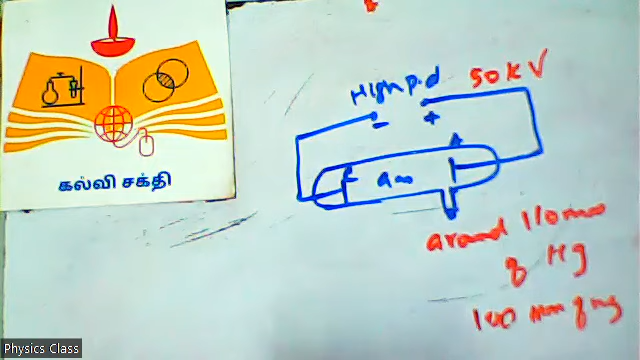 கல்வி சக்தி
High p.d 50 kV
- +
C A
around 110 mm
of Hg
100 mm of Hg
Physics Class